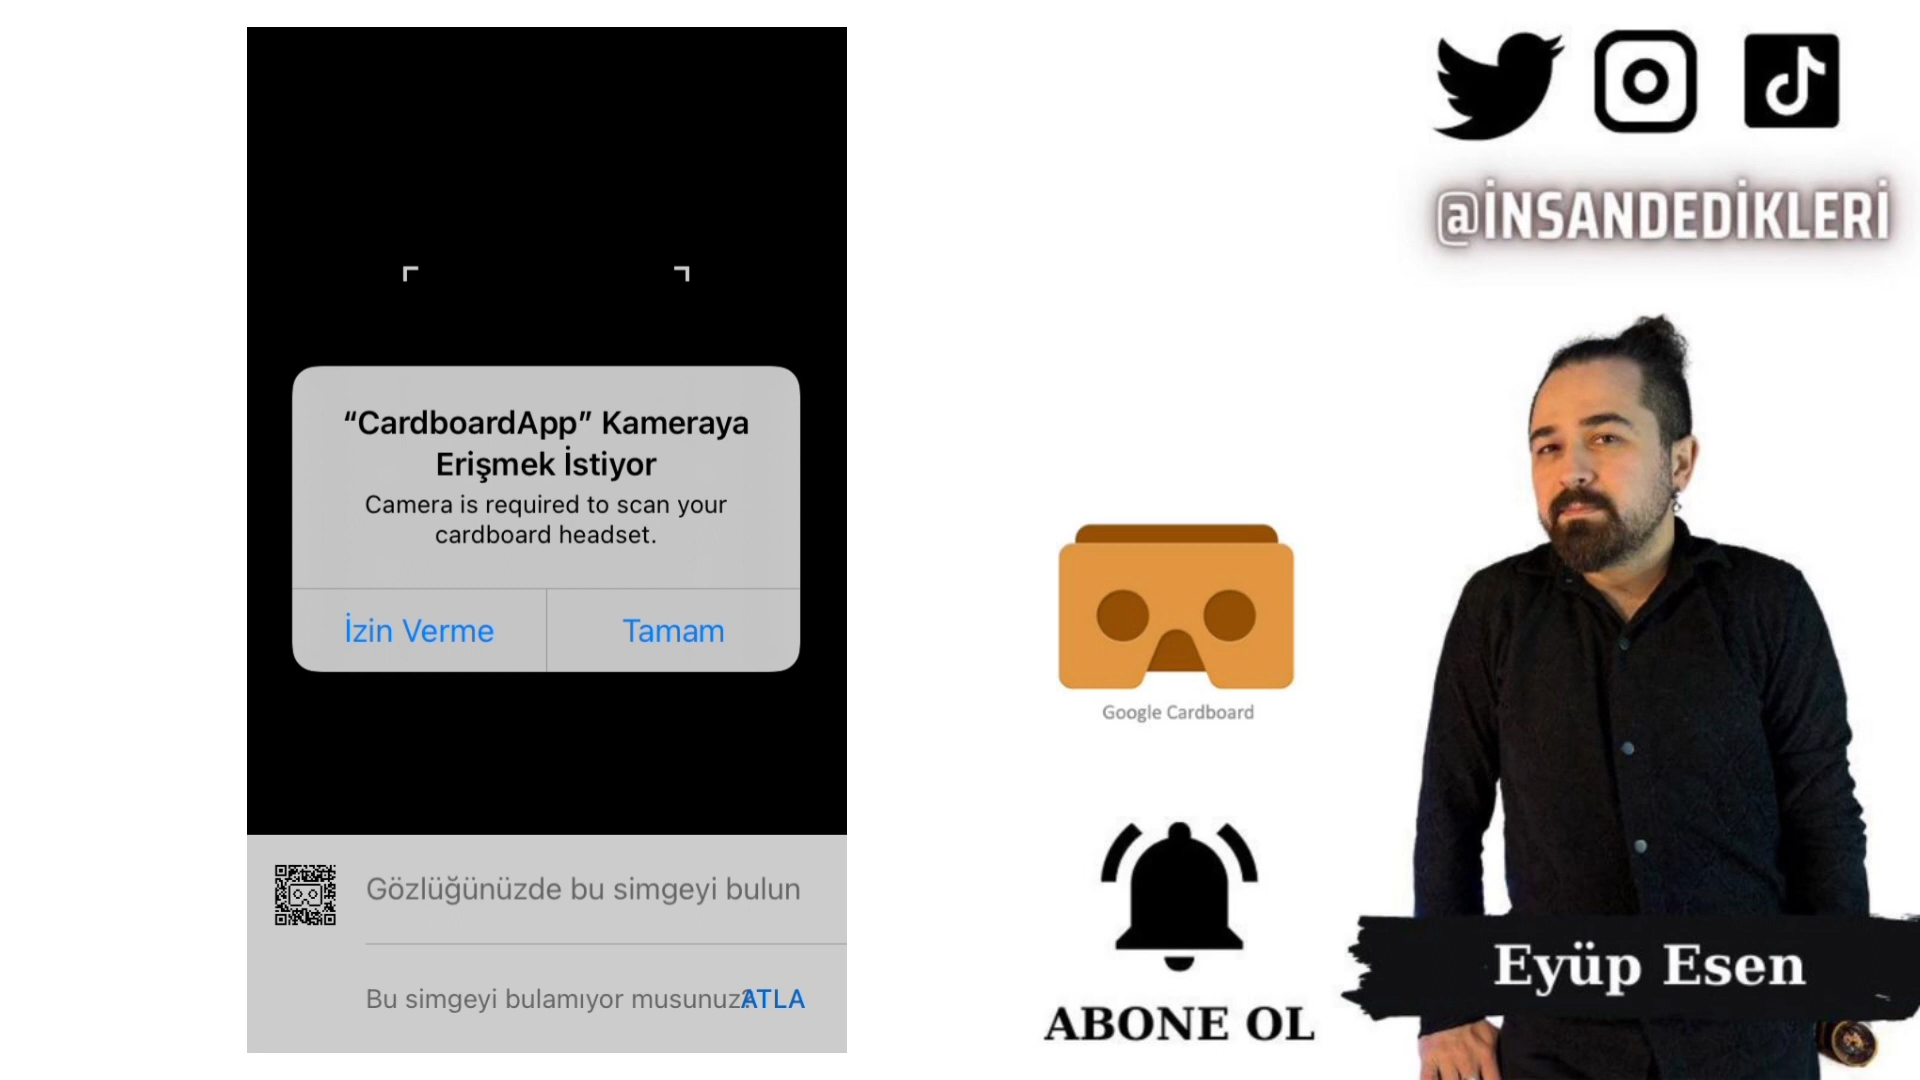 “CardboardApp” Kameraya
Erişmek İstiyor
Camera is required to scan your
cardboard headset.
İzin Verme
Tamam
Gözlüğünüzde bu simgeyi bulun
Bu simgeyi bulamıyor musunuz?
ATLA
@İNSANDEDİKLERİ
Google Cardboard
ABONE OL
Eyüp Esen